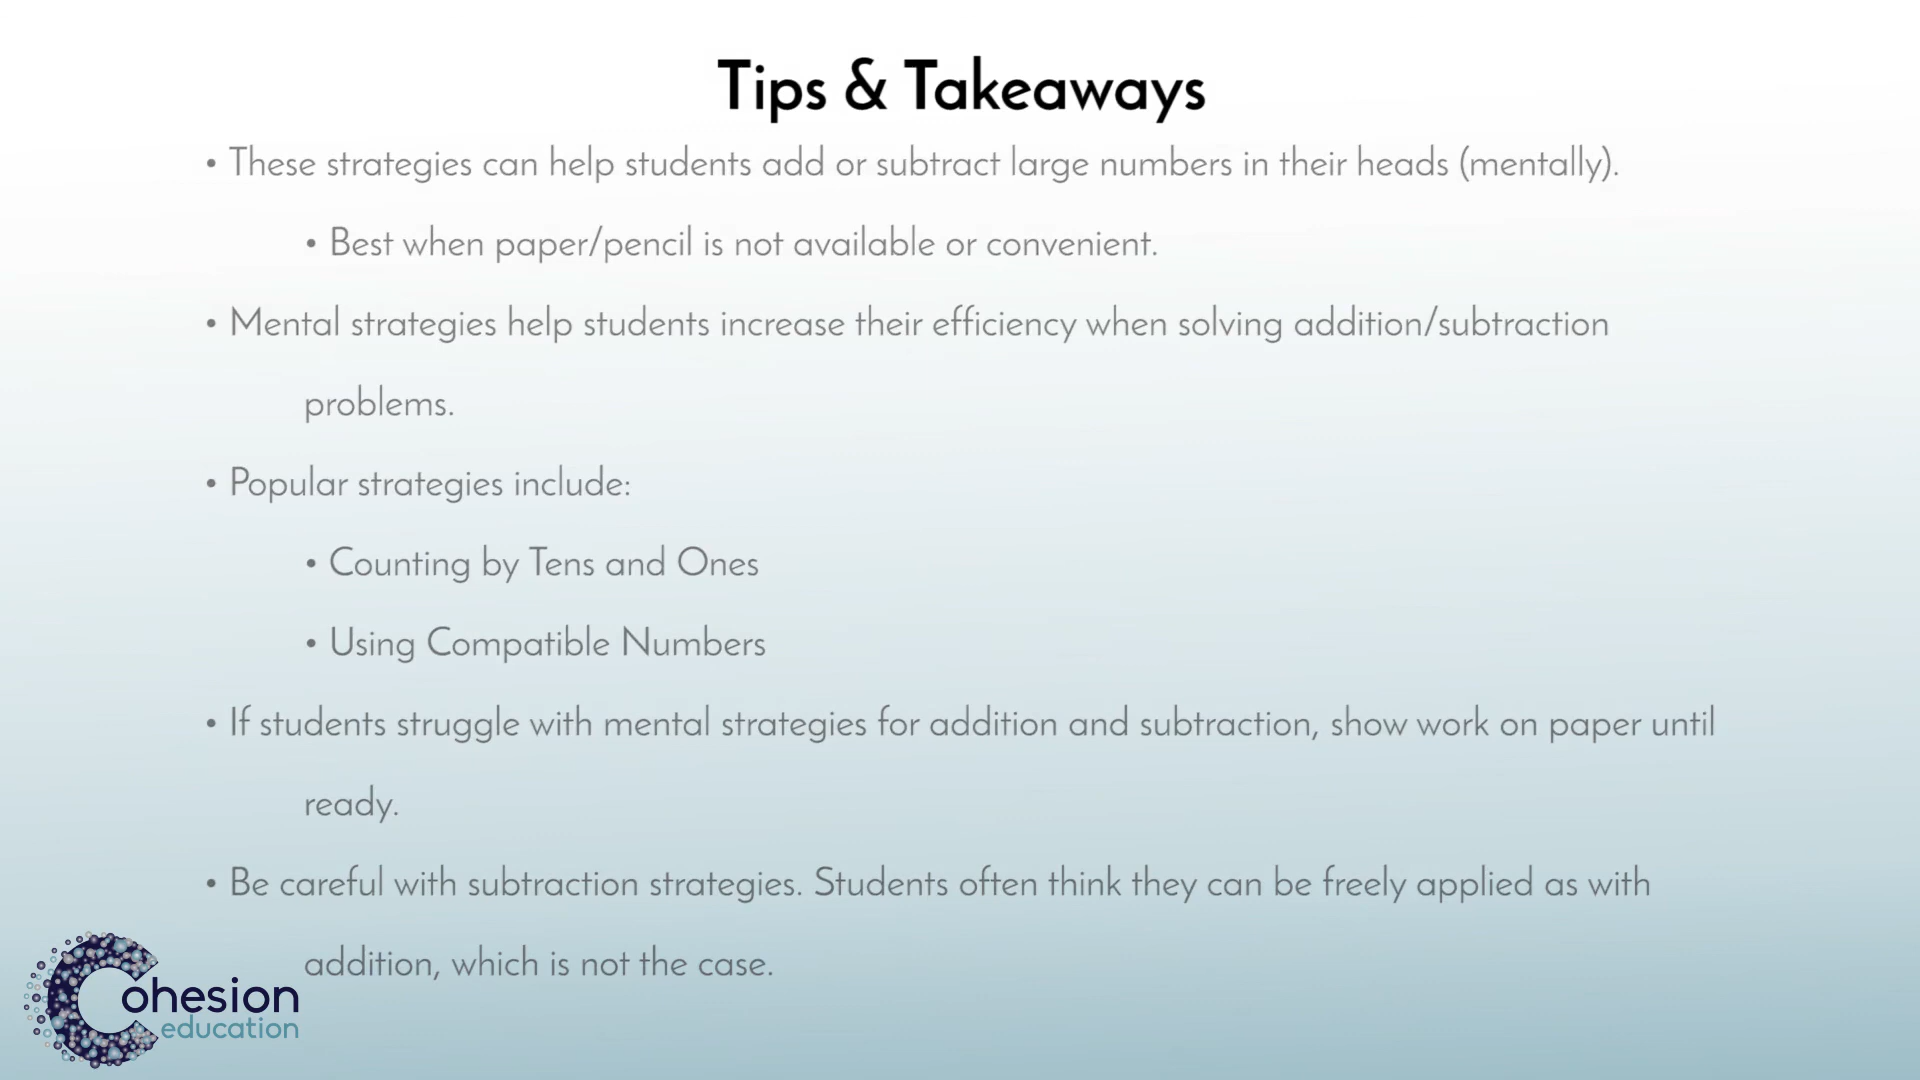 Tips & Takeaways
• These strategies can help students add or subtract large numbers in their heads (mentally).
• Best when paper/pencil is not available or convenient.
• Mental strategies help students increase their efficiency when solving addition/subtraction
problems.
• Popular strategies include:
• Counting by Tens and Ones
• Using Compatible Numbers
• If students struggle with mental strategies for addition and subtraction, show work on paper until
ready.
• Be careful with subtraction strategies. Students often think they can be freely applied as with
addition, which is not the case.
Cohesion
education